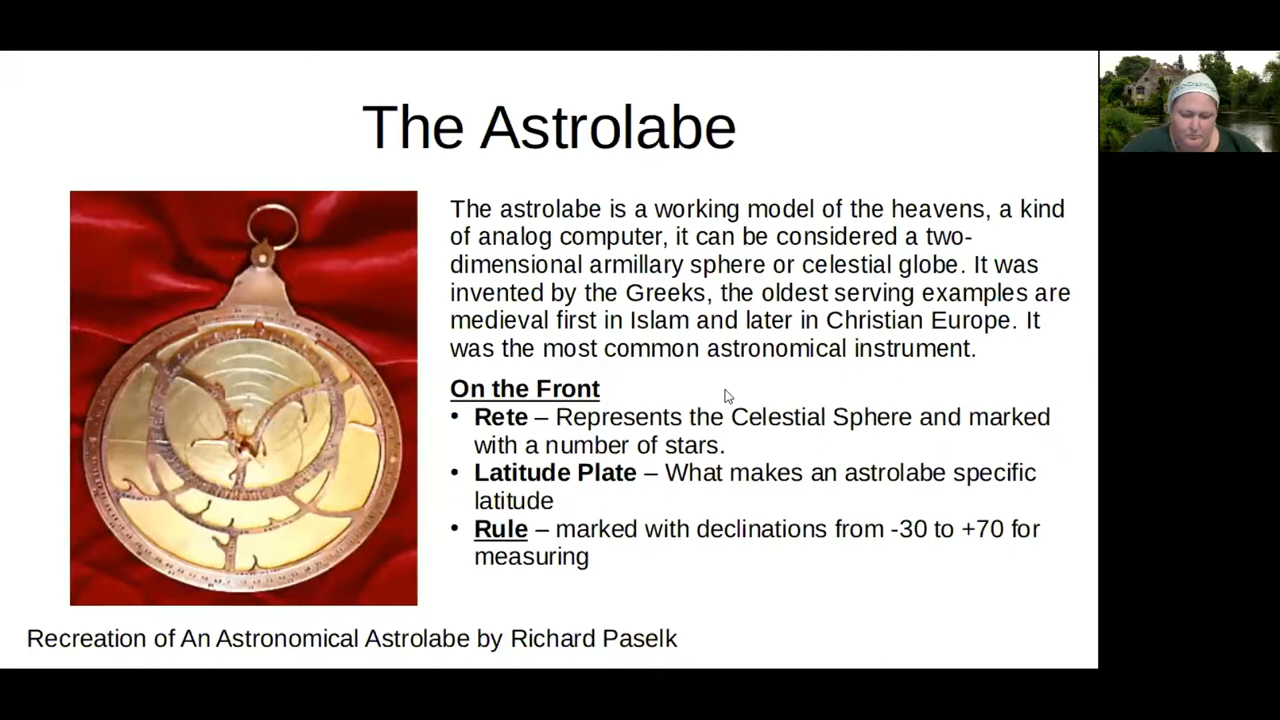 The Astrolabe
The astrolabe is a working model of the heavens, a kind
of analog computer, it can be considered a two-
dimensional armillary sphere or celestial globe. It was
invented by the Greeks, the oldest serving examples are
medieval first in Islam and later in Christian Europe. It
was the most common astronomical instrument.
On the Front
• Rete – Represents the Celestial Sphere and marked
with a number of stars.
• Latitude Plate – What makes an astrolabe specific
latitude
• Rule – marked with declinations from -30 to +70 for
measuring
Recreation of An Astronomical Astrolabe by Richard Paselk